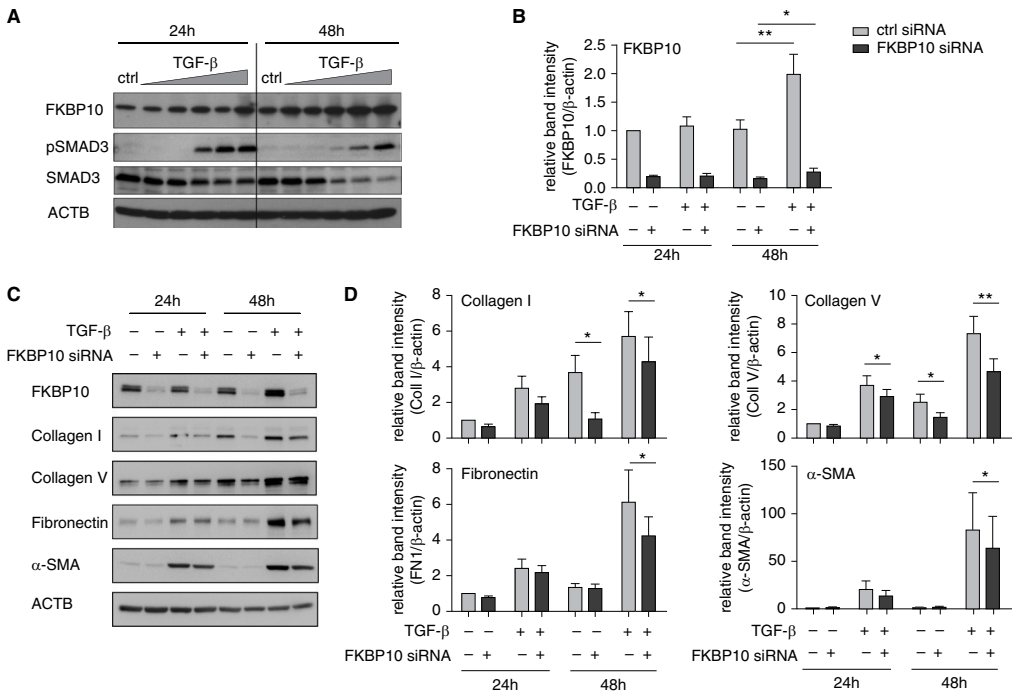 A
24h 48h
TGF-β TGF-β
ctrl ctrl
FKBP10
pSMAD3
SMAD3
ACTB
B
ctrl siRNA
FKBP10 siRNA
FKBP10
* 
**
relative band intensity
(FKBP10/β-actin)
2.5
2.0
1.5
1.0
0.5
0.0
TGF-β − − + + − − + +
FKBP10 siRNA − + − + − + − +
24h 48h
C
24h 48h
TGF-β − − + + − − + +
FKBP10 siRNA − + − + − + − +
FKBP10
Collagen I
Collagen V
Fibronectin
α-SMA
ACTB
D
Collagen I
relative band intensity
(Coll I/β-actin)
8
6
4
2
0
* *
Collagen V
relative band intensity
(Coll V/β-actin)
10
8
6
4
2
0
* * **
Fibronectin
relative band intensity
(FN1/β-actin)
8
6
4
2
0
*
α-SMA
relative band intensity
(α-SMA/β-actin)
150
100
50
0
*
TGF-β − − + + − − + + − − + + − − + +
FKBP10 siRNA − + − + − + − + − + − + − + − +
24h 48h 24h 48h